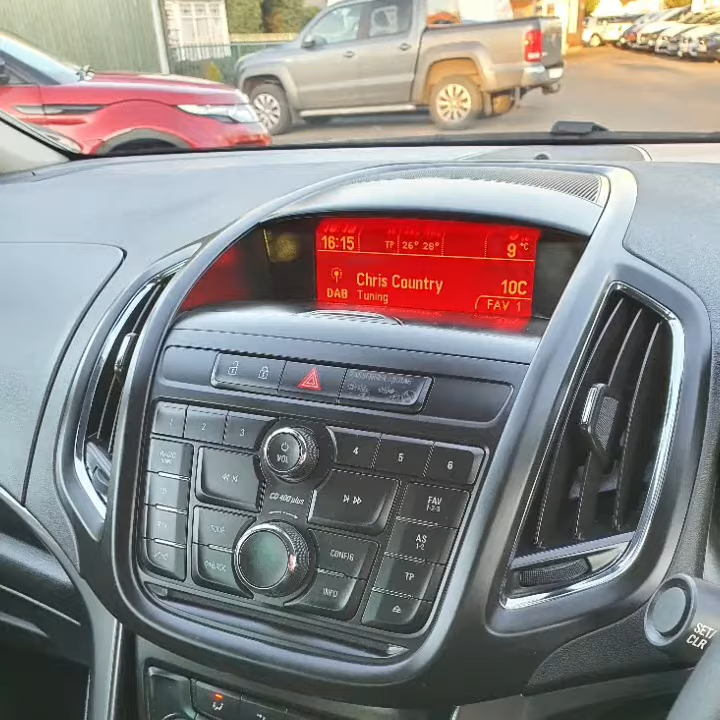 16:15 TP 26° 28° 9°C
Chris Country 10C
DAB Tuning FAV 1
1 2 3 4 5 6
VOL
CD 400 plus
FAV
1-2-3
AS
1-2
CONFIG
TP
INFO
SET/
CLR